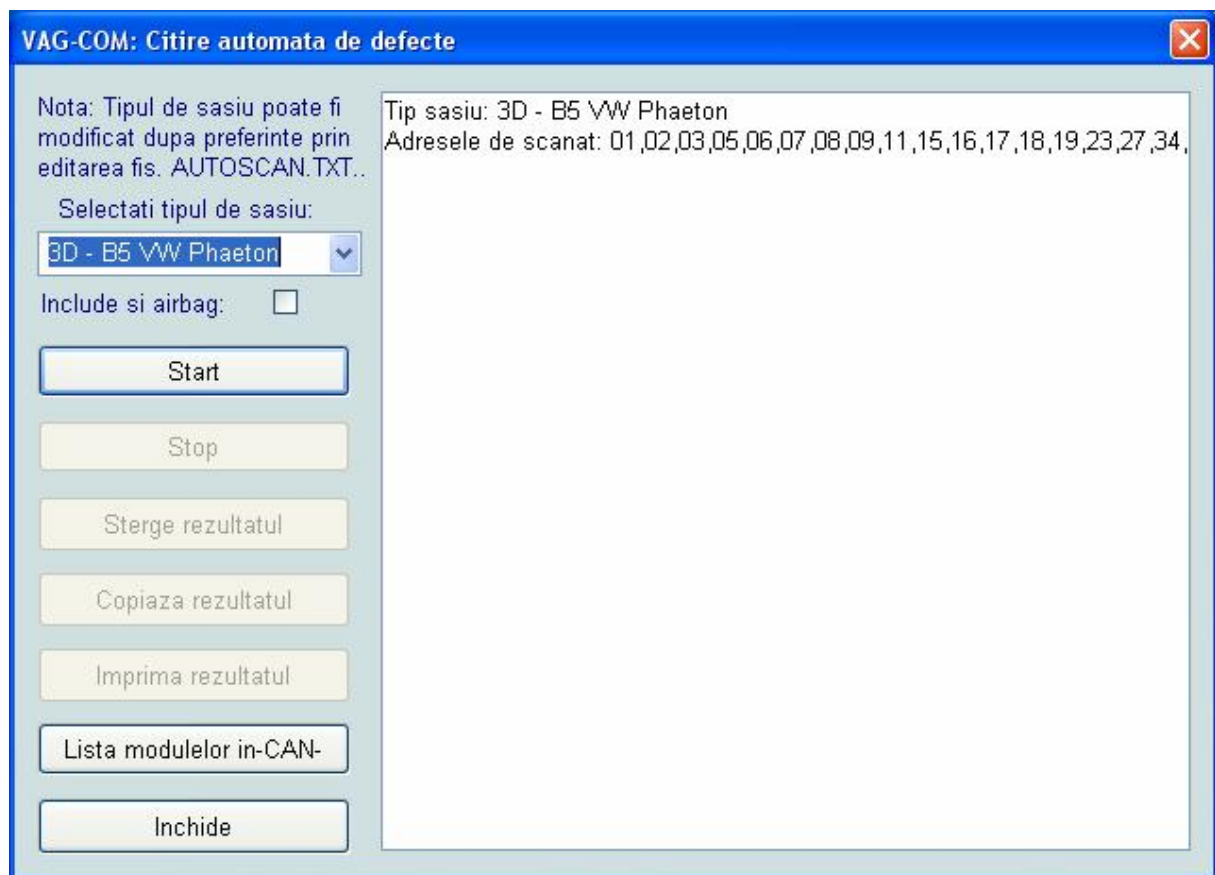 VAG-COM: Citire automata de defecte
Nota: Tipul de sasiu poate fi
modificat dupa preferinte prin
editarea fis. AUTOSCAN.TXT..
Selectati tipul de sasiu:
3D - B5 VW Phaeton
Include si airbag:
Start
Stop
Sterge rezultatul
Copiaza rezultatul
Imprima rezultatul
Lista modulelor in-CAN-
Inchide
Tip sasiu: 3D - B5 VW Phaeton
Adresele de scanat: 01,02,03,05,06,07,08,09,11,15,16,17,18,19,23,27,34,